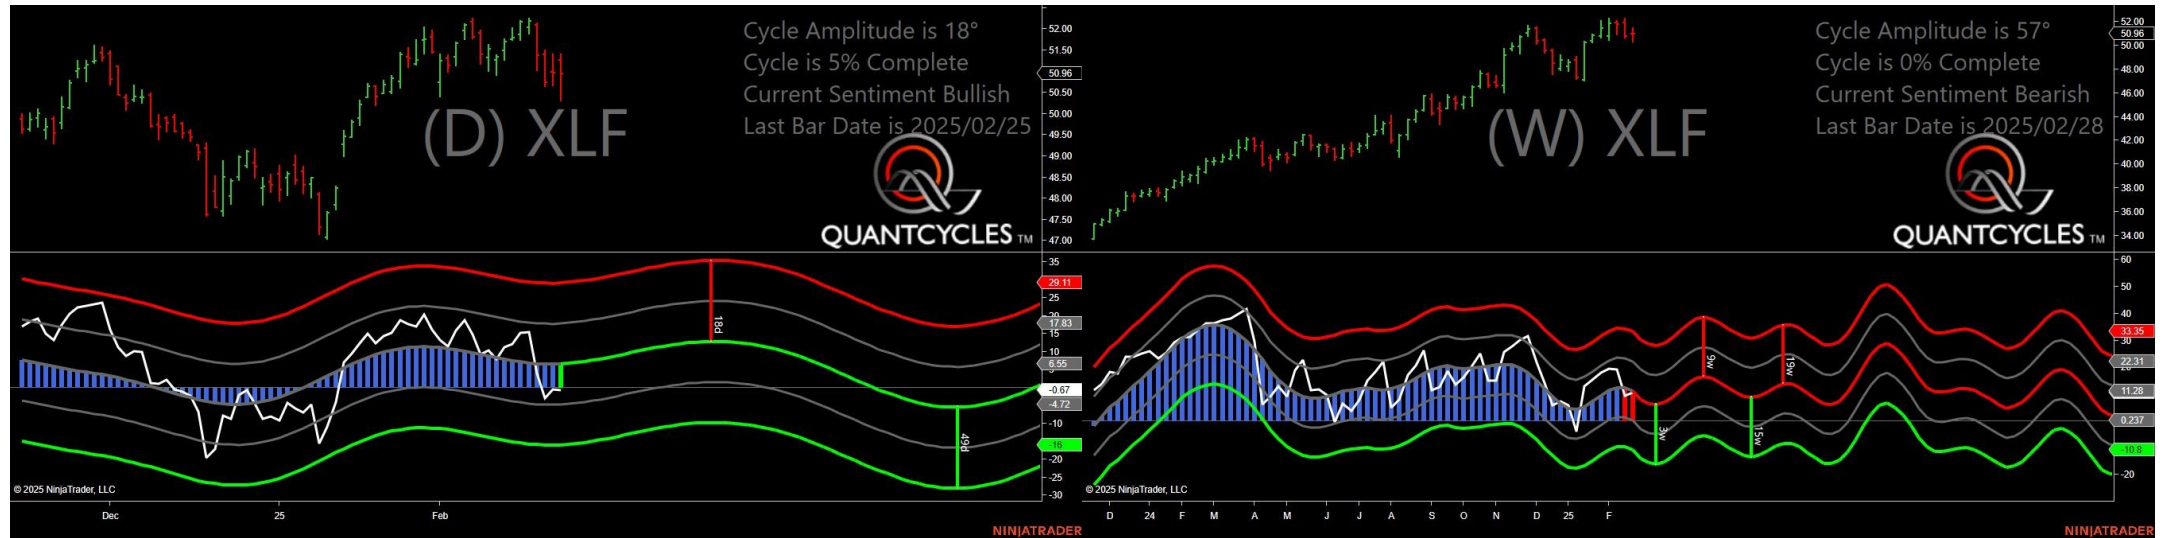 Cycle Amplitude is 18°
Cycle is 5% Complete
Current Sentiment Bullish
Last Bar Date is 2025/02/25
(D) XLF
QUANTCYCLES TM
52.00
51.50
50.96
50.50
50.00
49.50
49.00
48.50
48.00
47.50
47.00
35
29.11
25
20
17.83
15
10
6.55
-0.67
-4.72
-10
-16
-20
-25
-30
18d
49d
© 2025 NinjaTrader, LLC
Dec
25
Feb
NINJATRADER
Cycle Amplitude is 57°
Cycle is 0% Complete
Current Sentiment Bearish
Last Bar Date is 2025/02/28
(W) XLF
QUANTCYCLES TM
52.00
50.96
50.00
48.00
46.00
44.00
42.00
40.00
38.00
36.00
34.00
60
50
40
33.35
30
22.31
20
11.28
0.237
-10.8
-20
3w
9w
15w
19w
© 2025 NinjaTrader, LLC
D 24 F M A M J J A S O N D 25 F
NINJATRADER